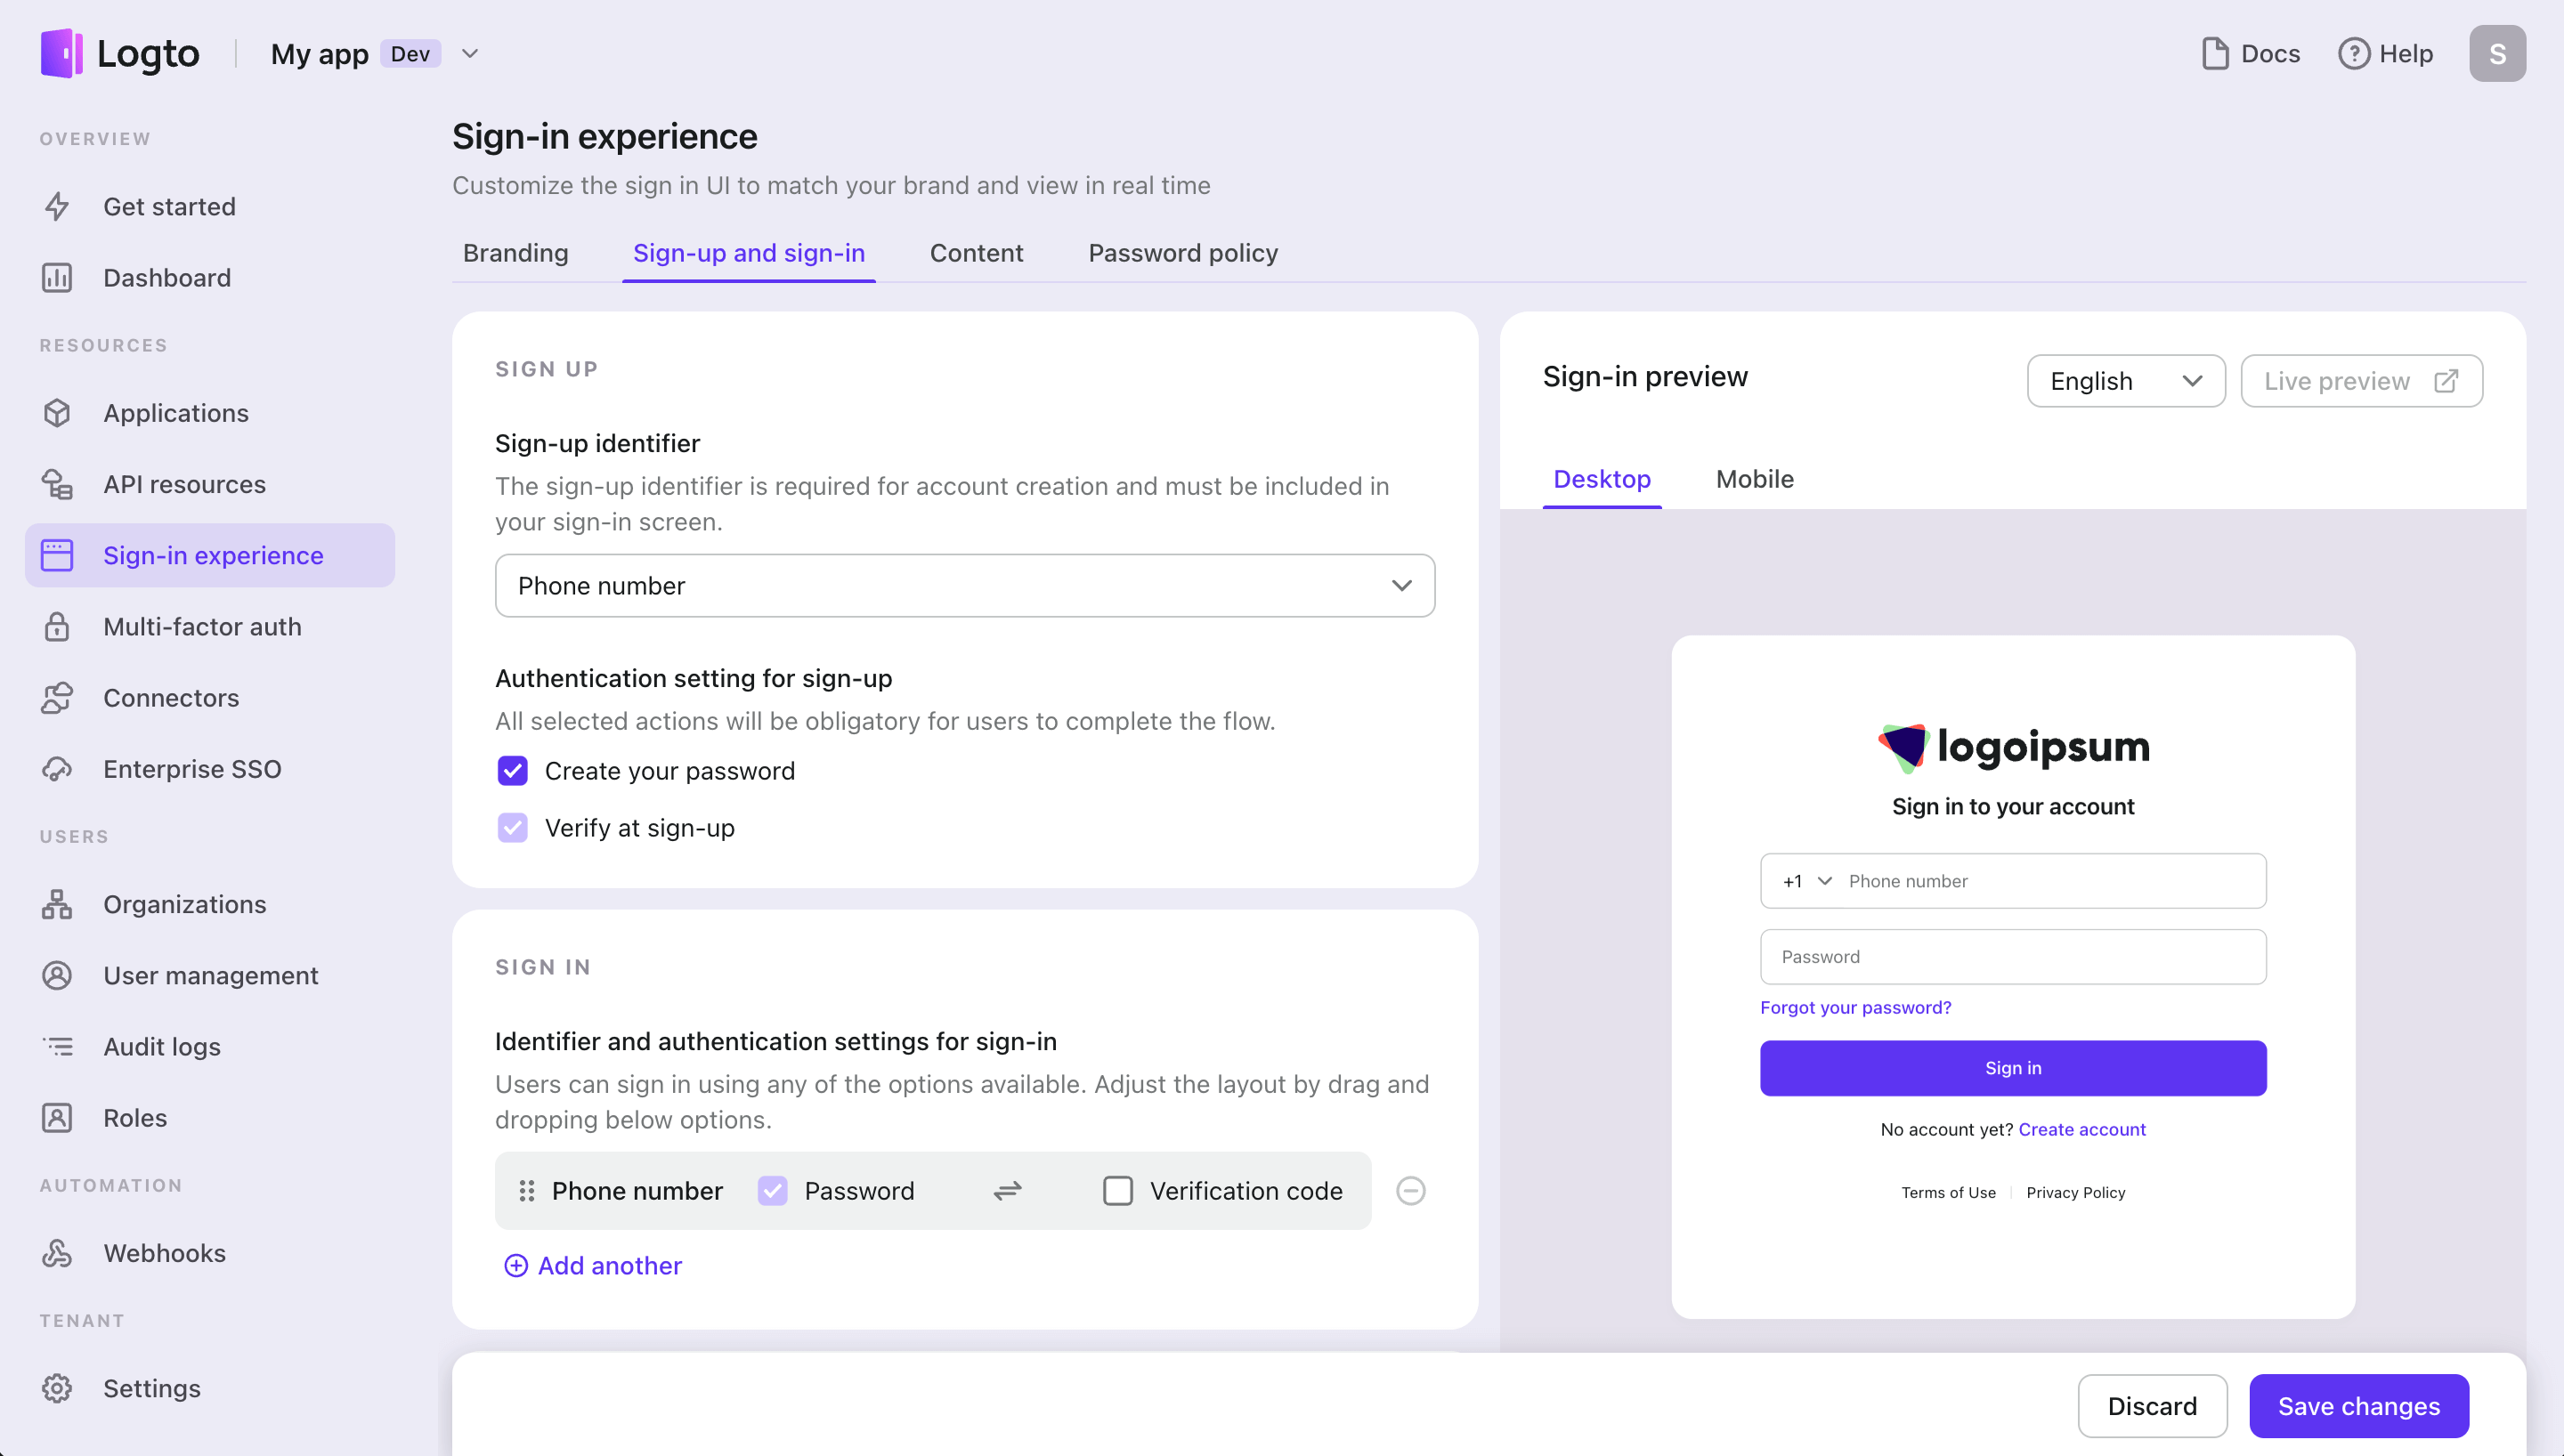 Logto
My app Dev
Docs
Help
S
OVERVIEW
Get started
Dashboard
RESOURCES
Applications
API resources
Sign-in experience
Multi-factor auth
Connectors
Enterprise SSO
USERS
Organizations
User management
Audit logs
Roles
AUTOMATION
Webhooks
TENANT
Settings
Sign-in experience
Customize the sign in UI to match your brand and view in real time
Branding Sign-up and sign-in Content Password policy
SIGN UP
Sign-up identifier
The sign-up identifier is required for account creation and must be included in
your sign-in screen.
Phone number
Authentication setting for sign-up
All selected actions will be obligatory for users to complete the flow.
Create your password
Verify at sign-up
SIGN IN
Identifier and authentication settings for sign-in
Users can sign in using any of the options available. Adjust the layout by drag and
dropping below options.
Phone number Password Verification code
Add another
Sign-in preview
English
Live preview
Desktop Mobile
logoipsum
Sign in to your account
+1 Phone number
Password
Forgot your password?
Sign in
No account yet? Create account
Terms of Use Privacy Policy
Discard
Save changes